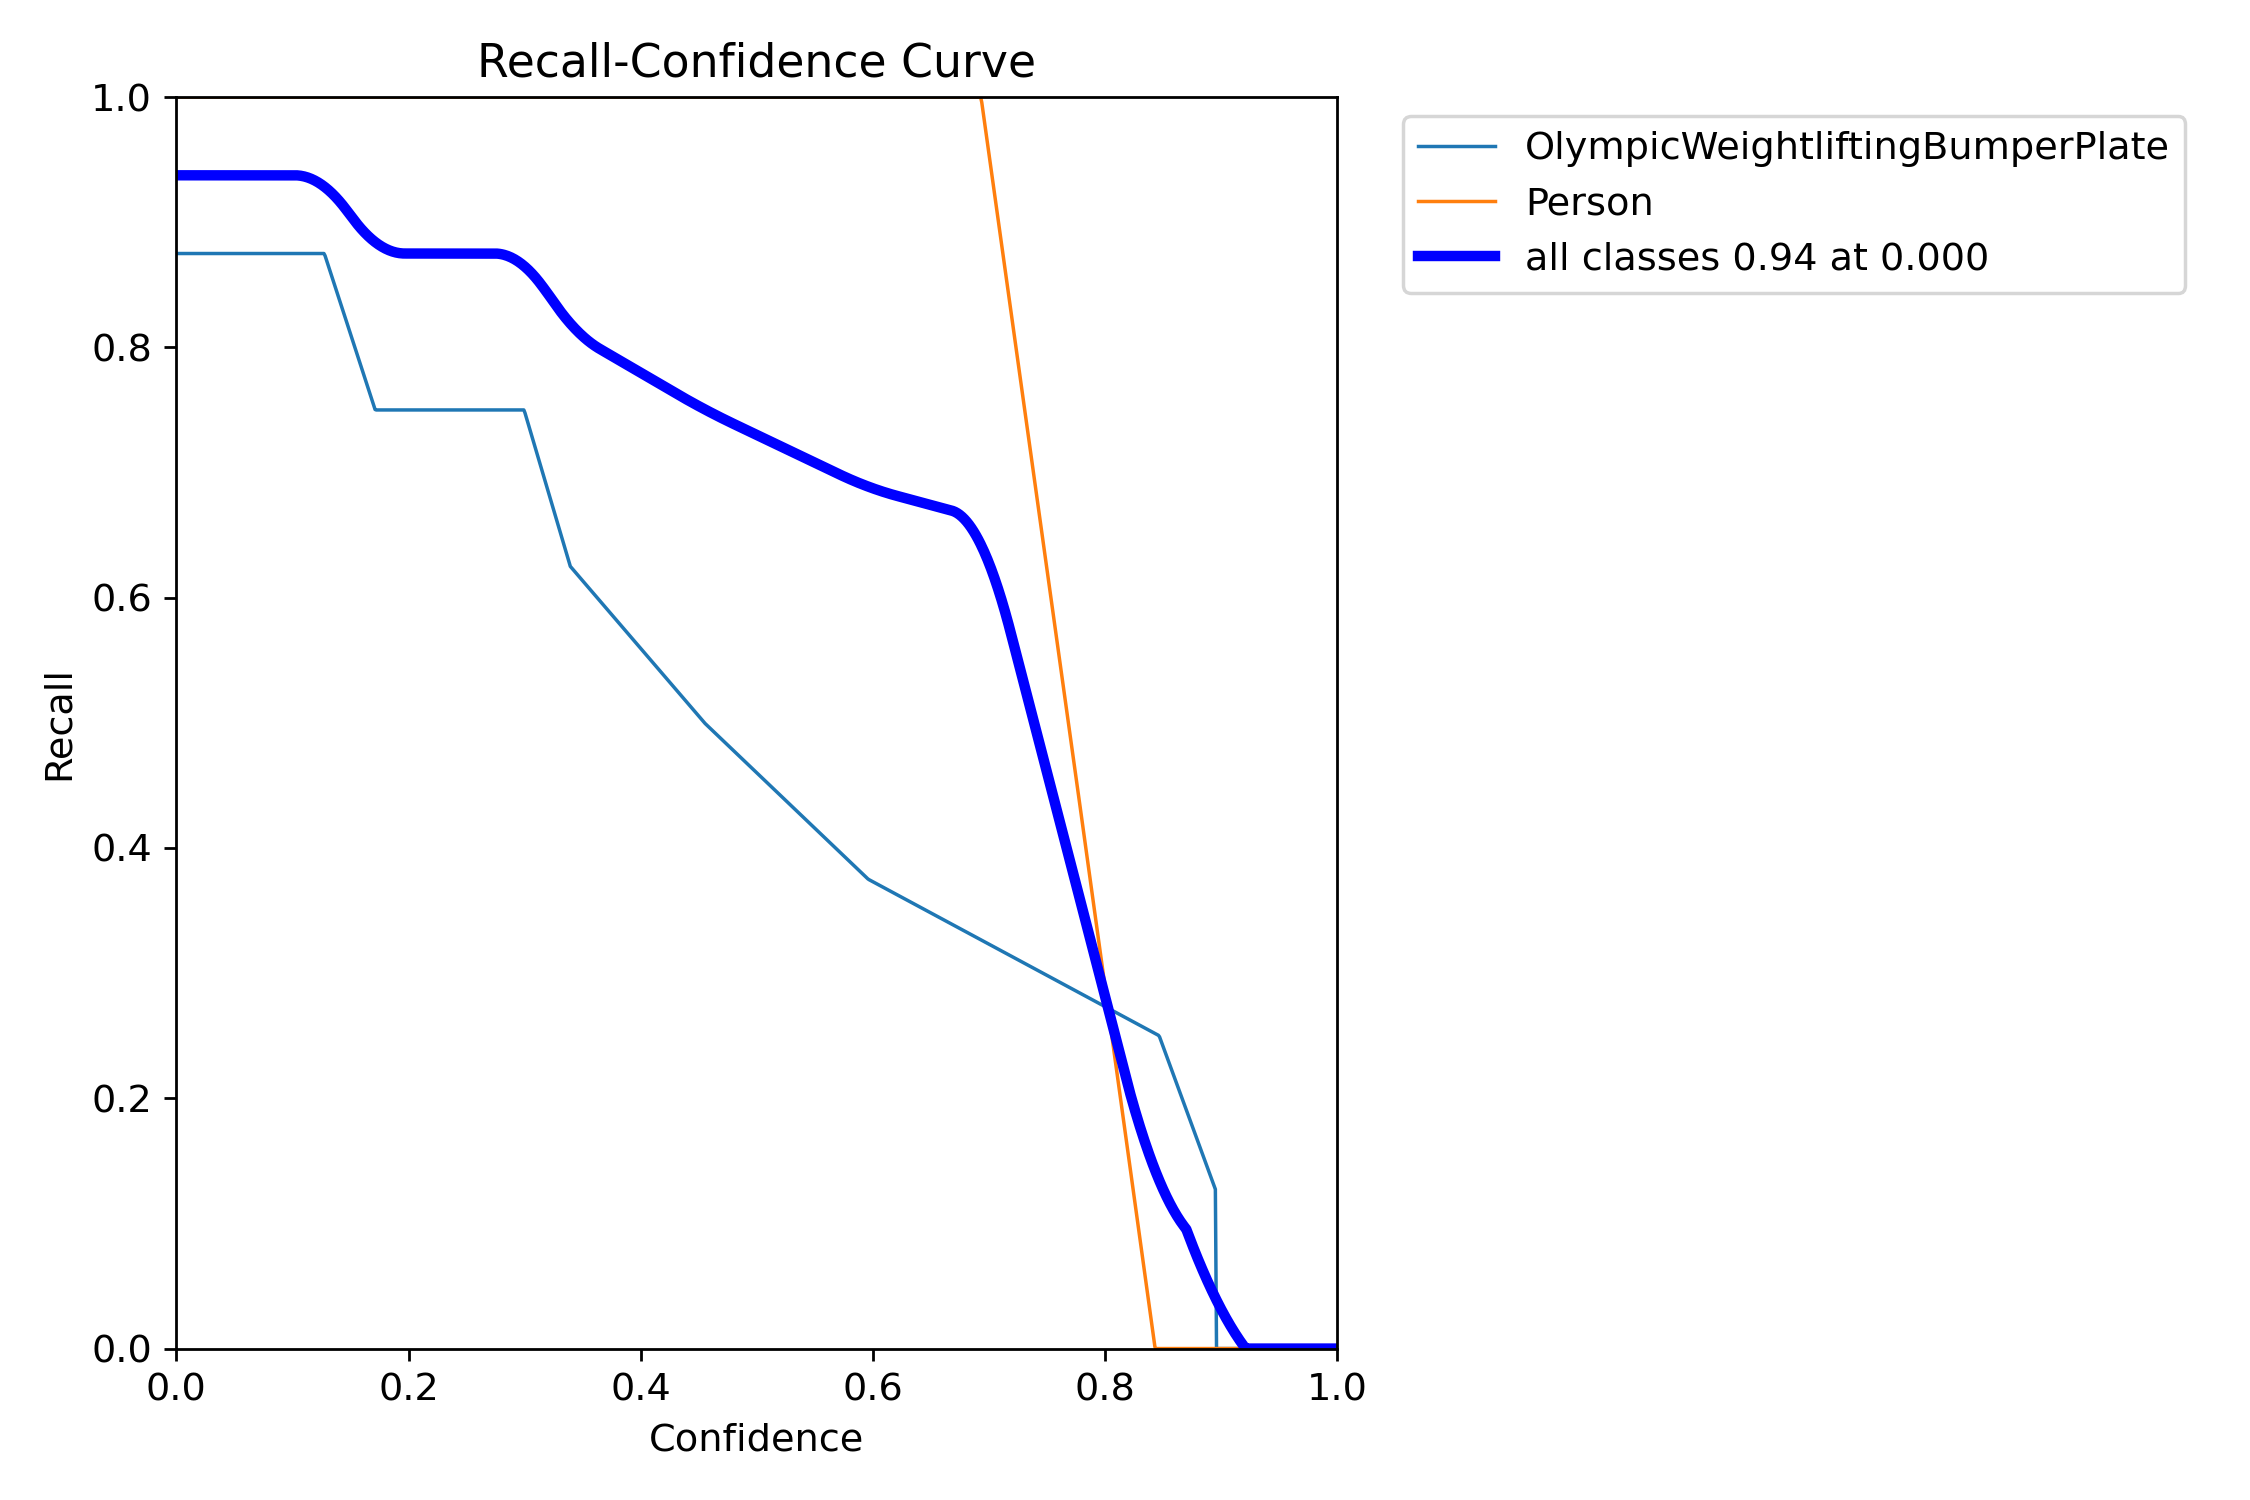 Recall-Confidence Curve
1.0
0.8
0.6
0.4
0.2
0.0
Recall
0.0 0.2 0.4 0.6 0.8 1.0
Confidence
OlympicWeightliftingBumperPlate
Person
all classes 0.94 at 0.000